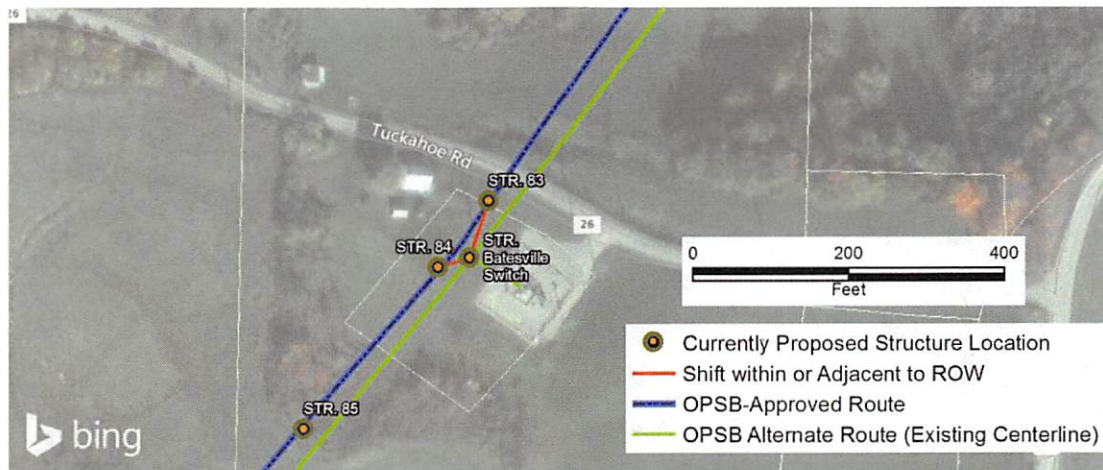 26
Tuckahoe Rd
STR. 83
26
STR. 84
STR.
Batesville
Switch
STR. 85
0 200 400
Feet
Currently Proposed Structure Location
Shift within or Adjacent to ROW
OPSB-Approved Route
OPSB Alternate Route (Existing Centerline)
bing